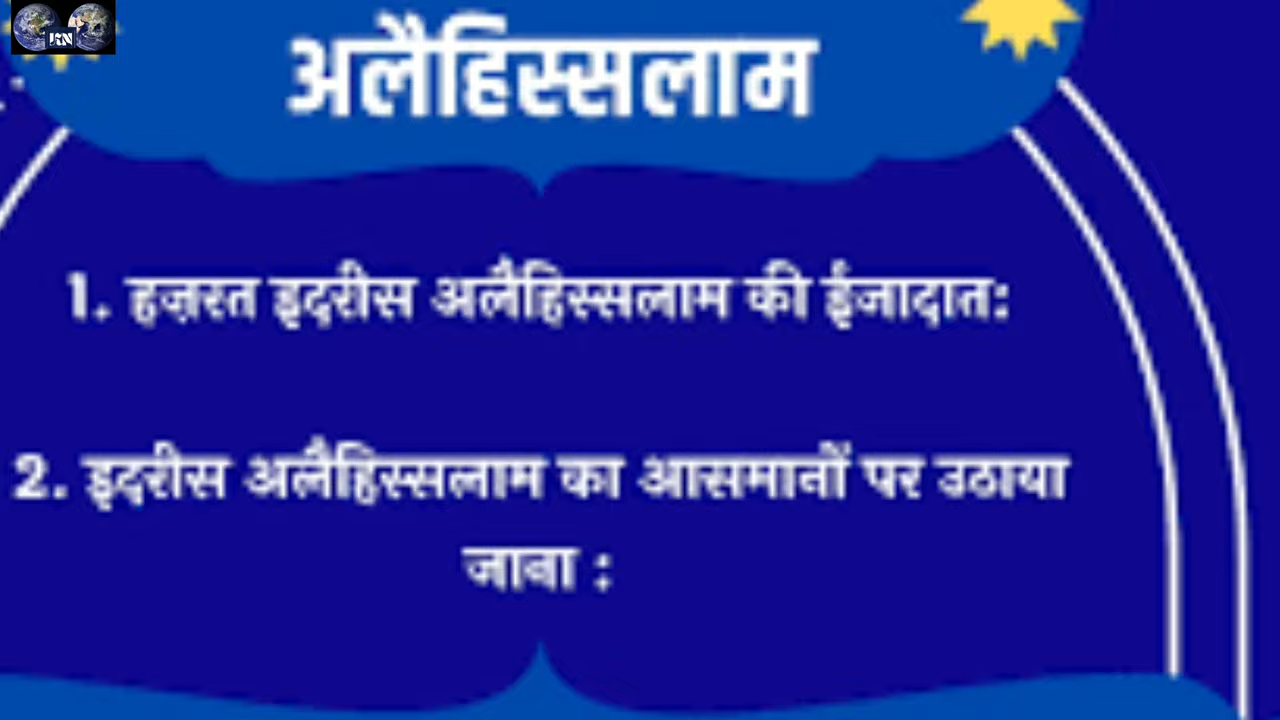 अलैहिस्सलाम
1. हज़रत इदरीस अलैहिस्सलाम की ईजादात:
2. इदरीस अलैहिस्सलाम का आसमानों पर उठाया
जाना :